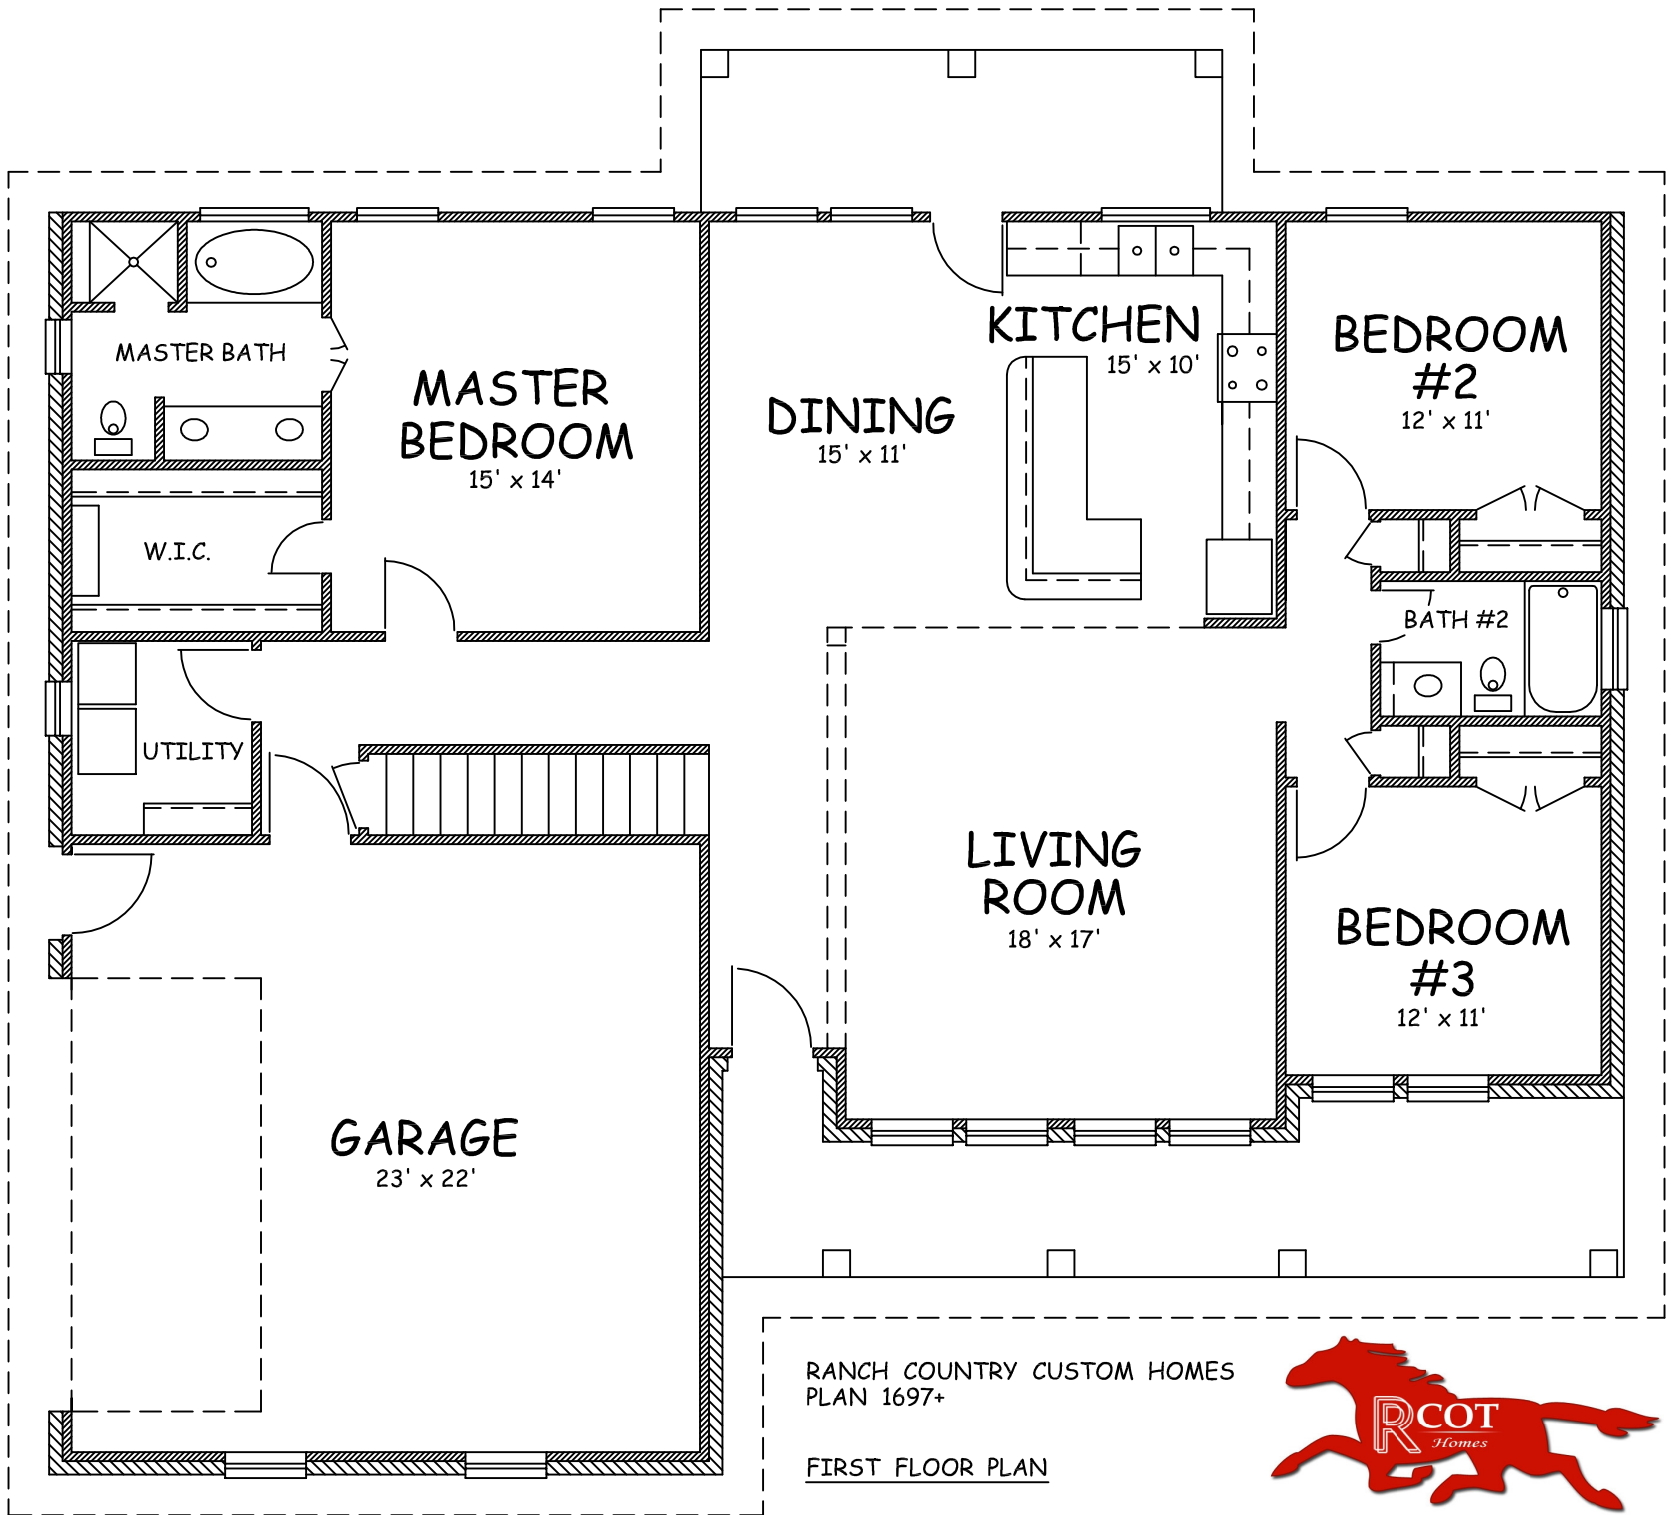 MASTER BATH
MASTER
BEDROOM
15' x 14'
W.I.C.
UTILITY
DINING
15' x 11'
KITCHEN
15' x 10'
BEDROOM
#2
12' x 11'
BATH #2
LIVING
ROOM
18' x 17'
BEDROOM
#3
12' x 11'
GARAGE
23' x 22'
RANCH COUNTRY CUSTOM HOMES
PLAN 1697+
FIRST FLOOR PLAN
RCOT
Homes